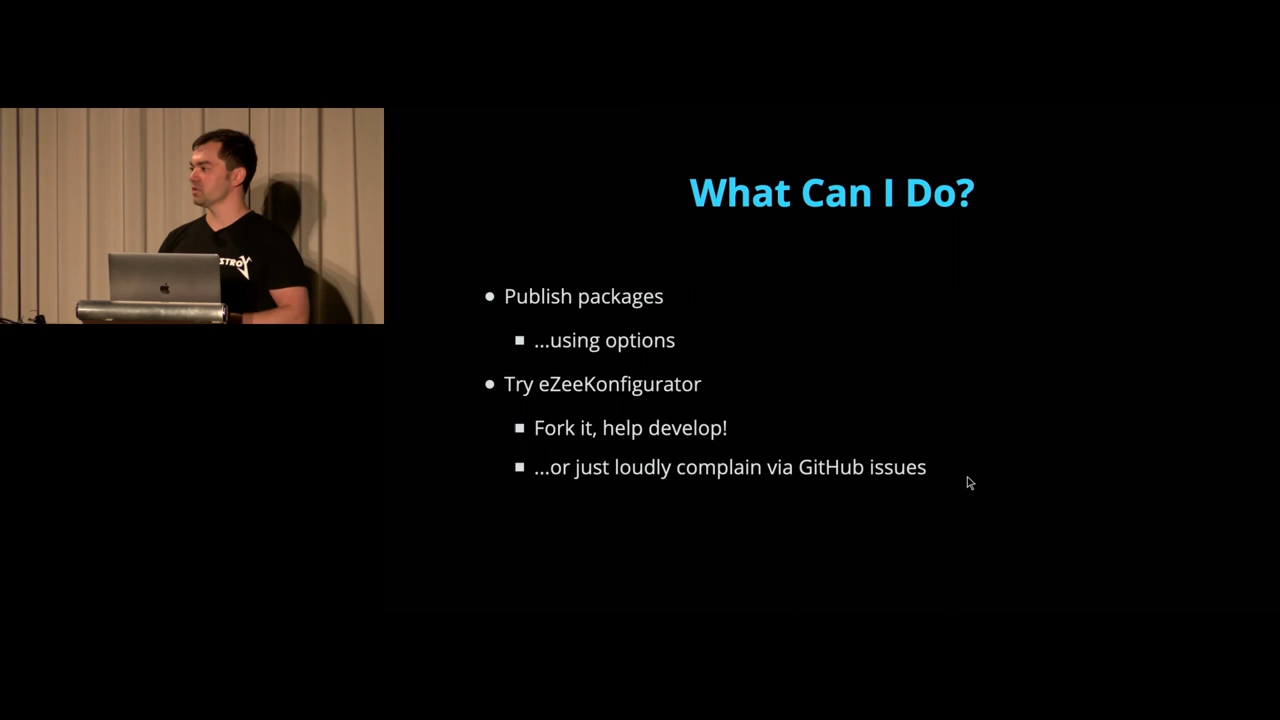 What Can I Do?
Publish packages
...using options
Try eZeeKonfigurator
Fork it, help develop!
...or just loudly complain via GitHub issues